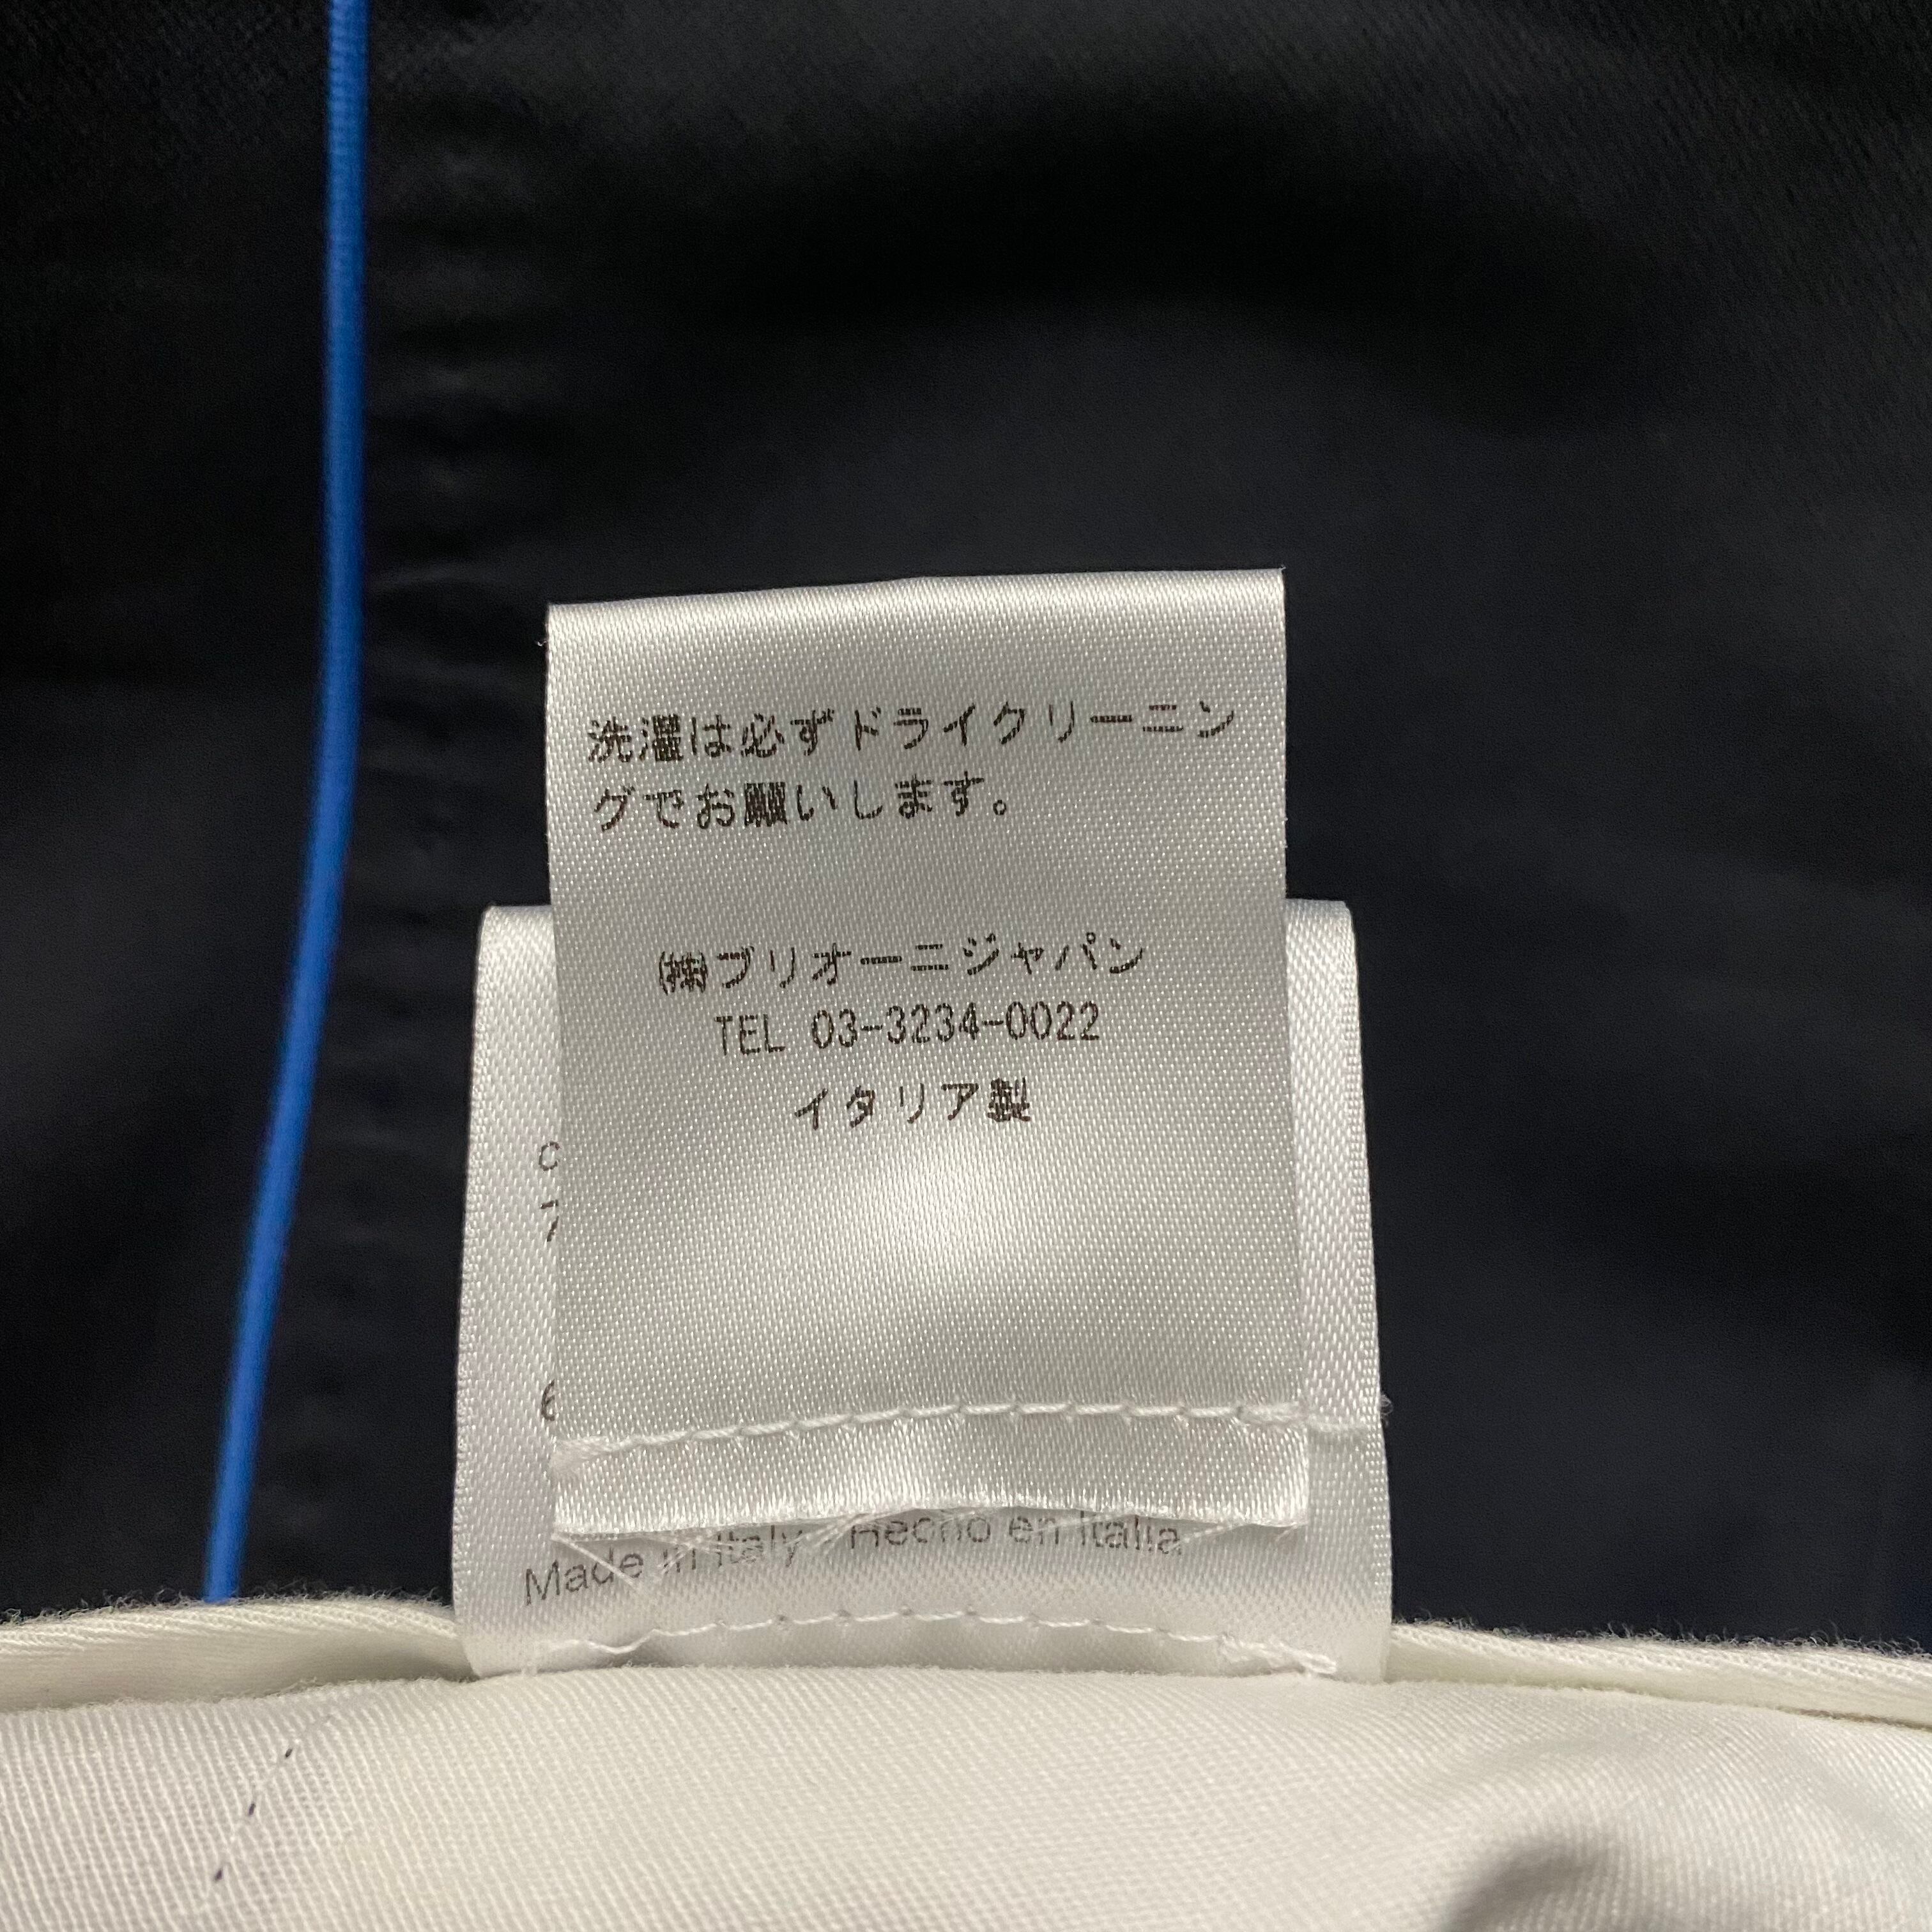 洗濯は必ずドライクリーニン
グでお願いします。
㈱ブリオーニジャパン
TEL 03-3234-0022
イタリア製
Made in Italy - Hecho en Italia